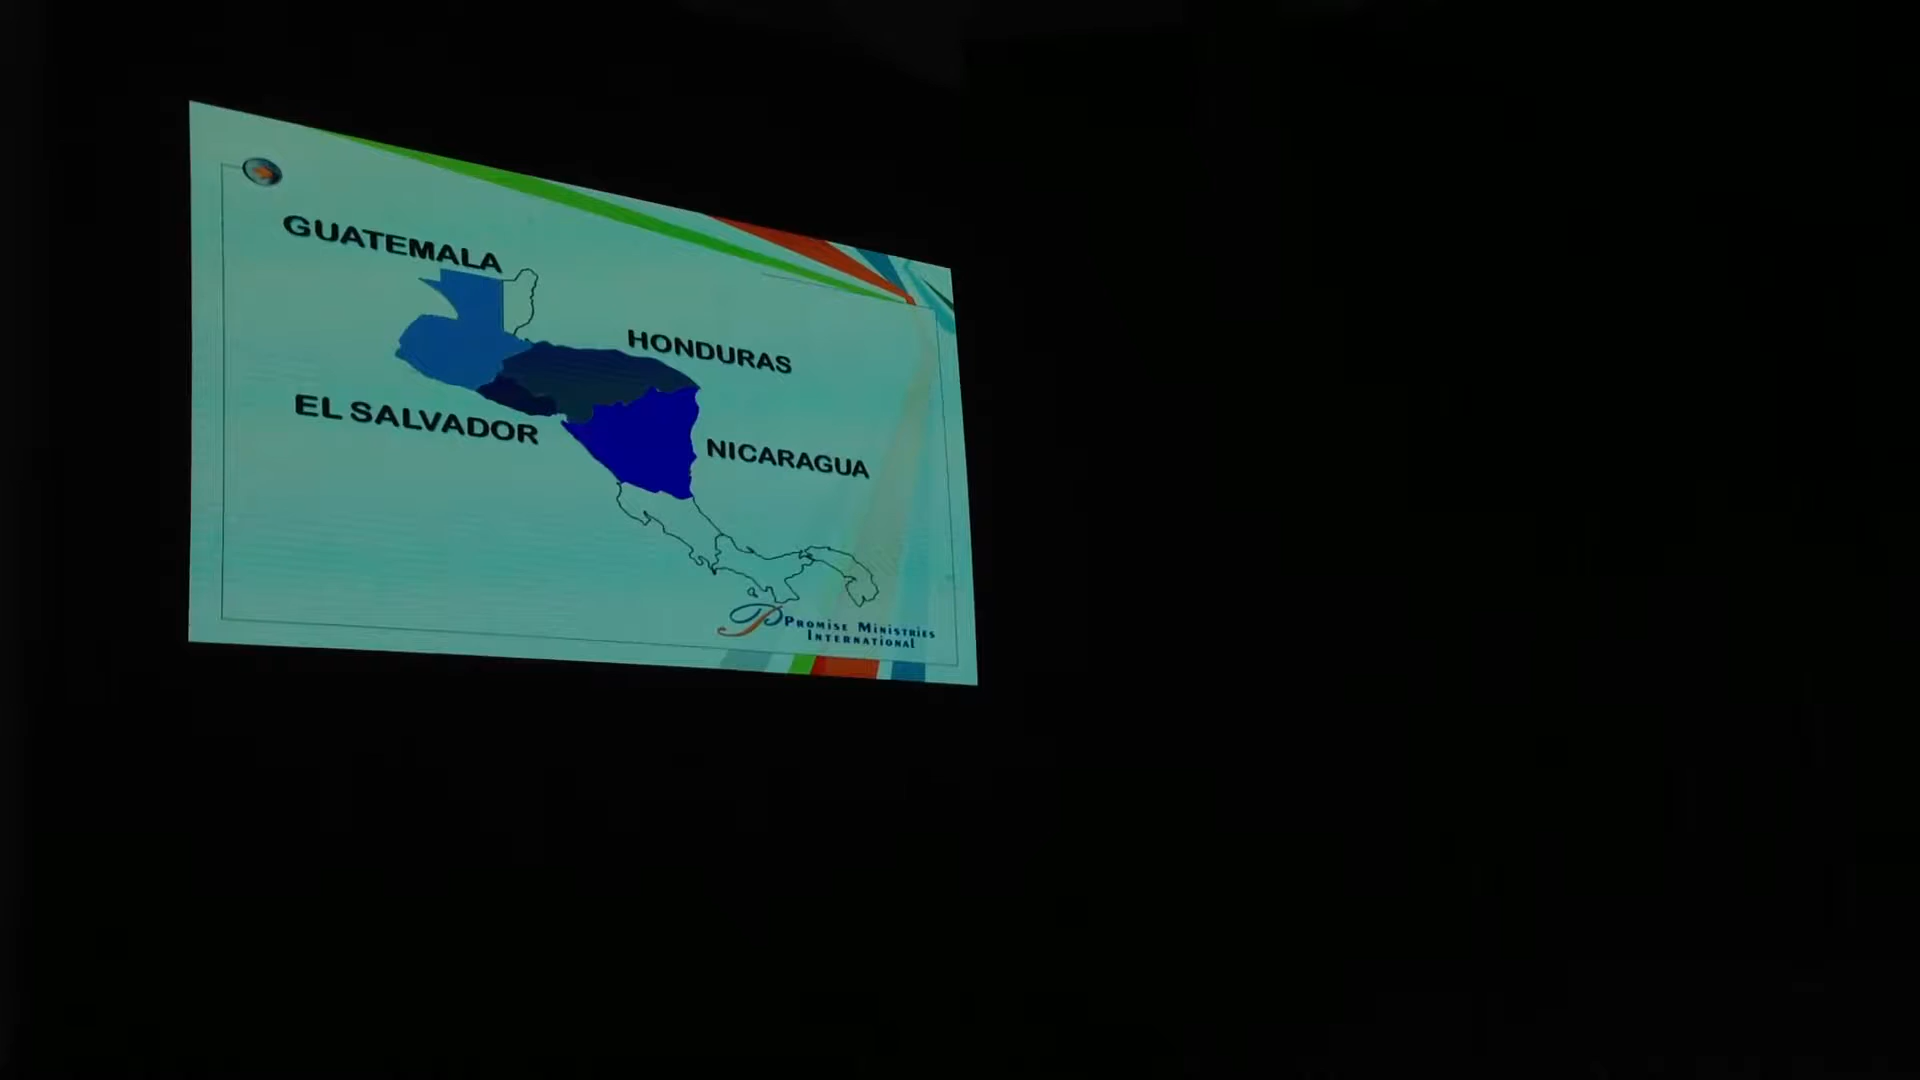 GUATEMALA
HONDURAS
EL SALVADOR
NICARAGUA
PROMISE MINISTRIES
INTERNATIONAL